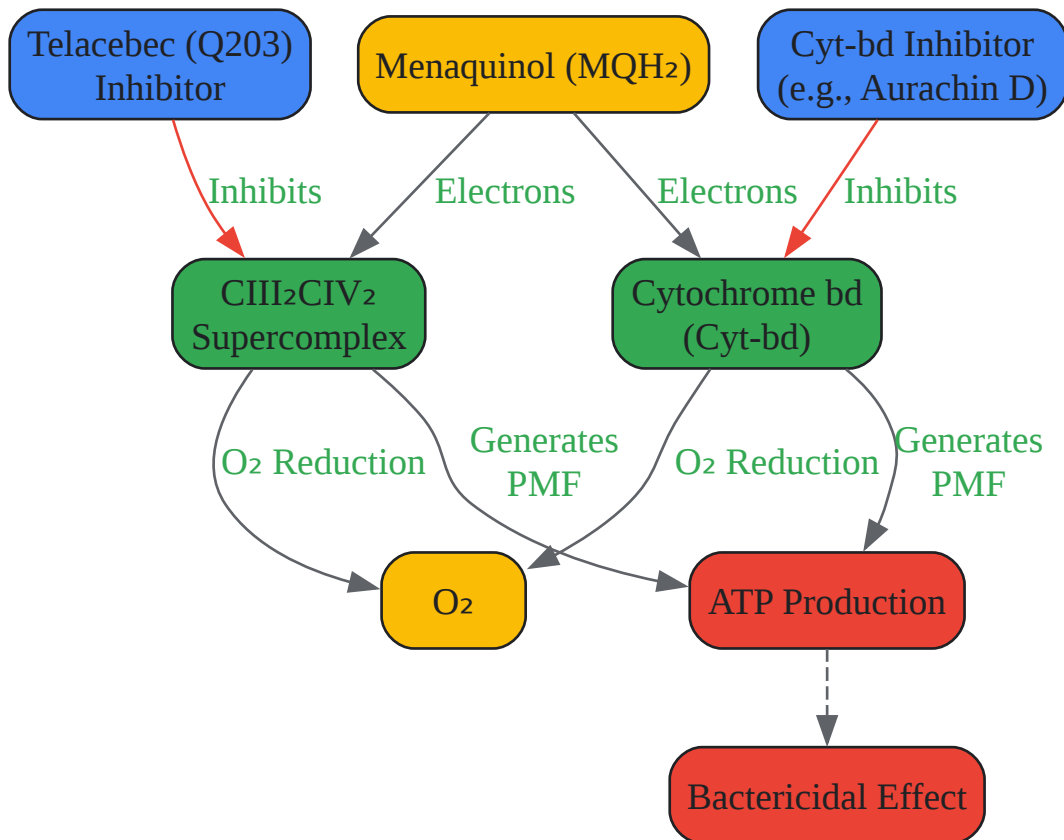 Telacebec (Q203)
Inhibitor
Menaquinol (MQH₂)
Cyt-bd Inhibitor
(e.g., Aurachin D)
Inhibits
Electrons
Electrons
Inhibits
CIII₂CIV₂
Supercomplex
Cytochrome bd
(Cyt-bd)
O₂ Reduction
Generates
PMF
O₂ Reduction
Generates
PMF
O₂
ATP Production
Bactericidal Effect